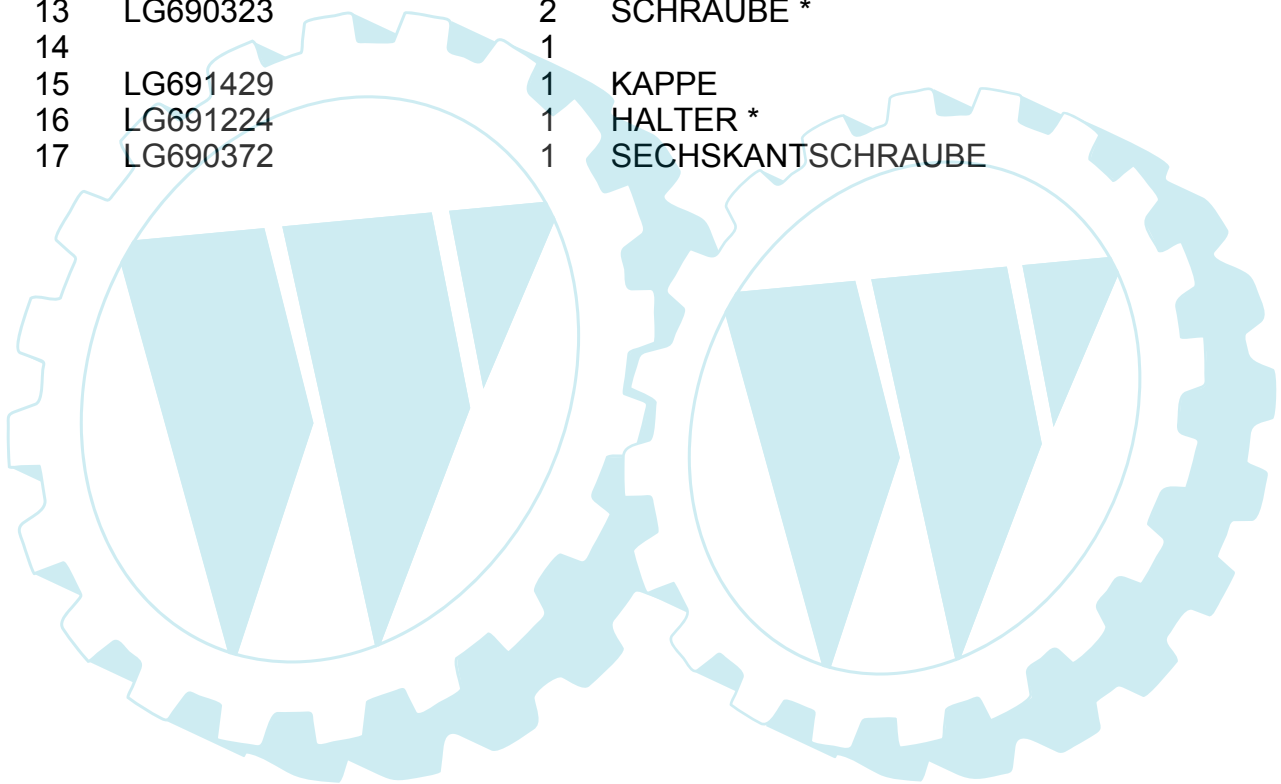 13 LG690323 2 SCHRAUBE *
14 1
15 LG691429 1 KAPPE
16 LG691224 1 HALTER *
17 LG690372 1 SECHSKANTSCHRAUBE